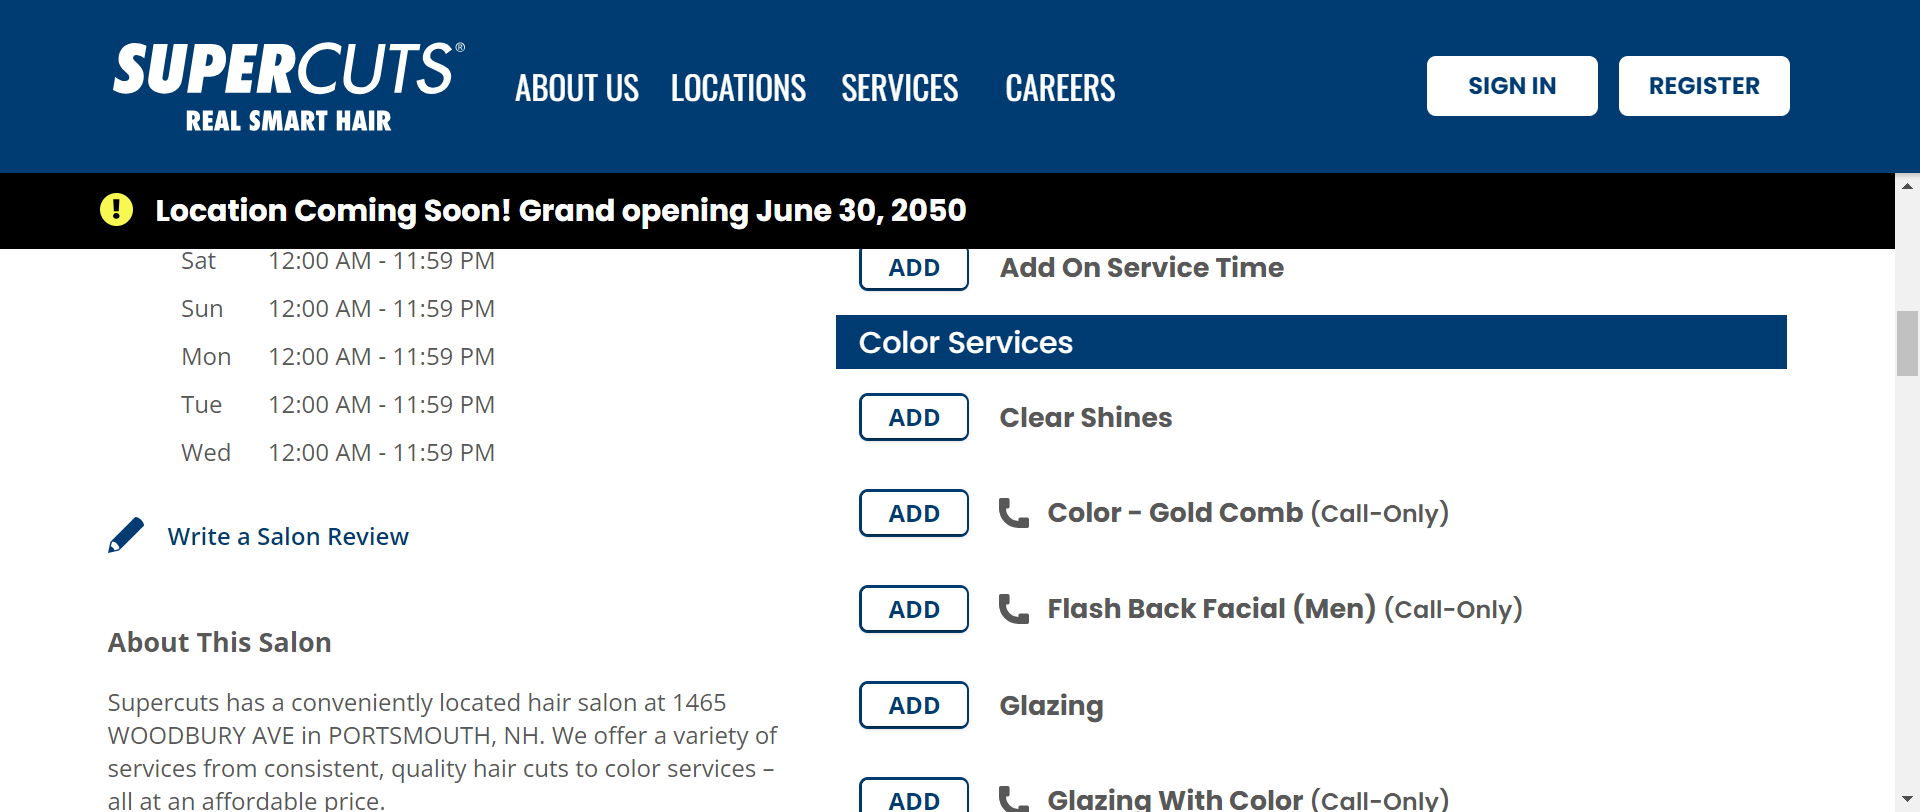 SUPERCUTS®
REAL SMART HAIR
ABOUT US LOCATIONS SERVICES CAREERS
SIGN IN REGISTER
Location Coming Soon! Grand opening June 30, 2050
Sat 12:00 AM - 11:59 PM
Sun 12:00 AM - 11:59 PM
Mon 12:00 AM - 11:59 PM
Tue 12:00 AM - 11:59 PM
Wed 12:00 AM - 11:59 PM
Write a Salon Review
About This Salon
Supercuts has a conveniently located hair salon at 1465
WOODBURY AVE in PORTSMOUTH, NH. We offer a variety of
services from consistent, quality hair cuts to color services –
all at an affordable price.
ADD Add On Service Time
Color Services
ADD Clear Shines
ADD Color - Gold Comb (Call-Only)
ADD Flash Back Facial (Men) (Call-Only)
ADD Glazing
ADD Glazing With Color (Call-Only)